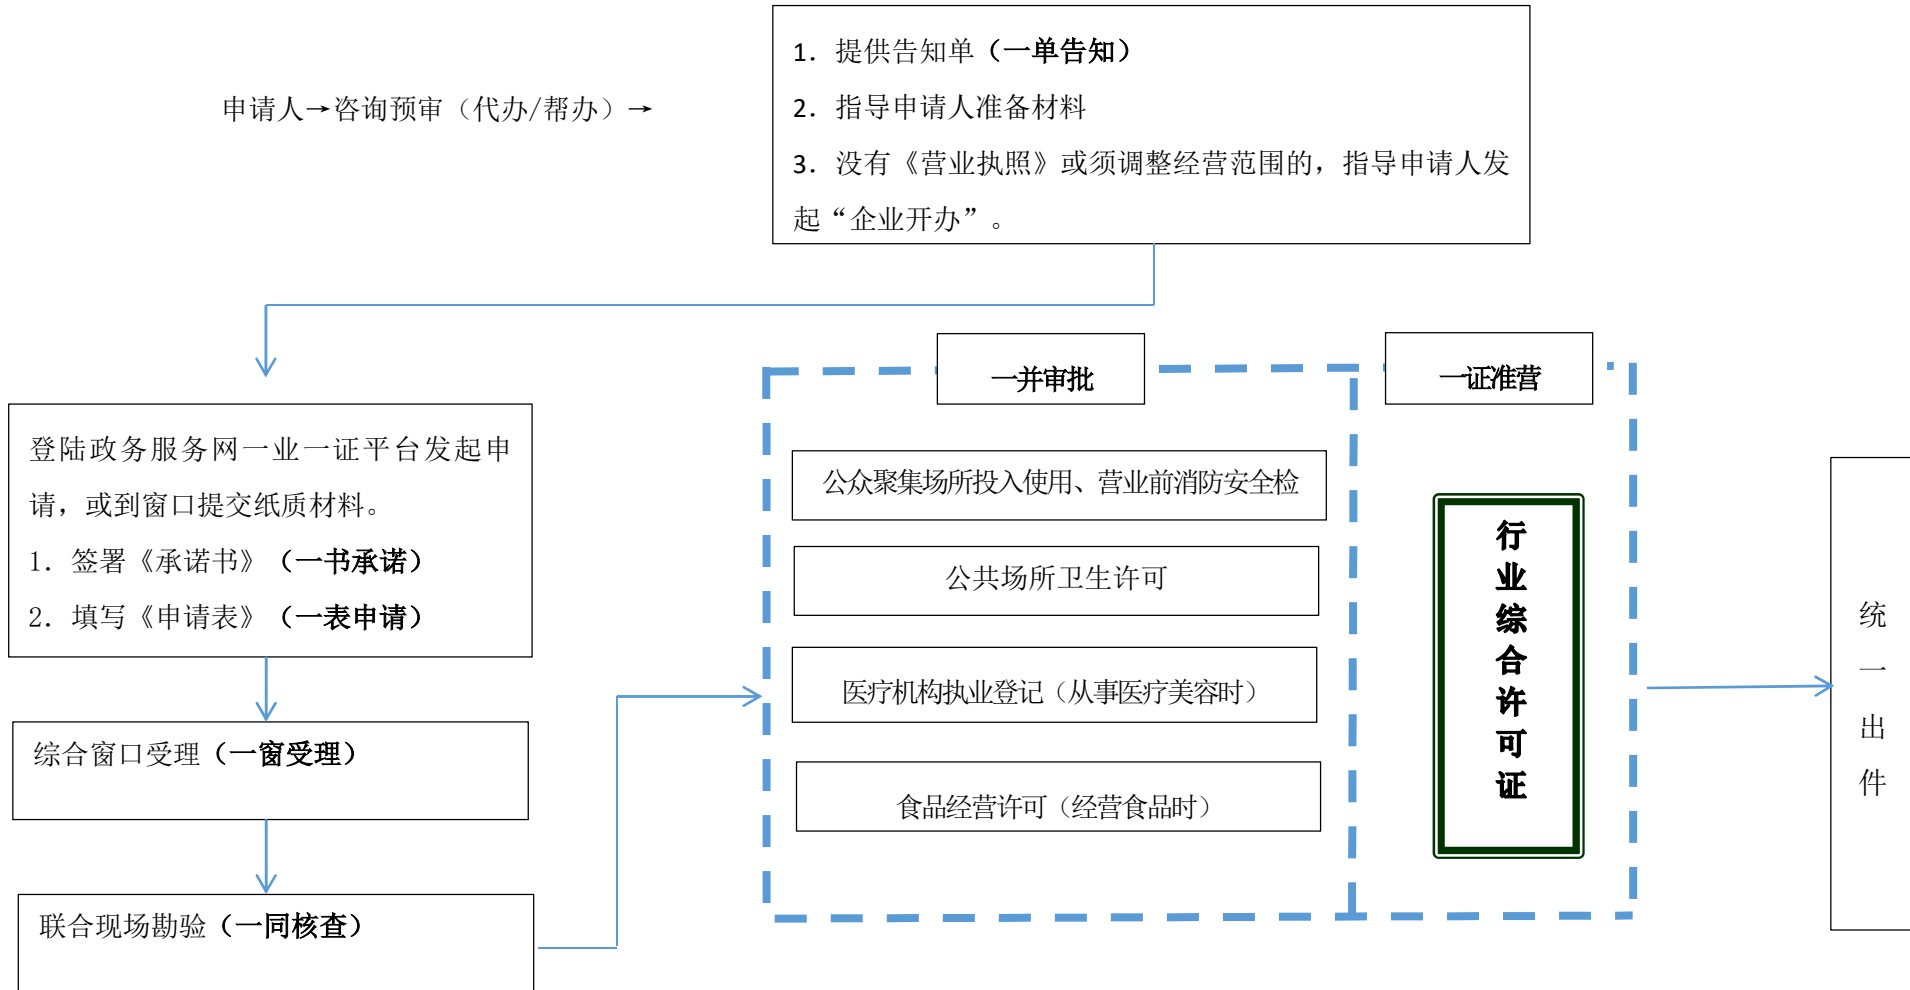 申请人→咨询预审（代办/帮办）→
1. 提供告知单（一单告知）
2. 指导申请人准备材料
3. 没有《营业执照》或须调整经营范围的，指导申请人发
起“企业开办”。
登陆政务服务网一业一证平台发起申
请，或到窗口提交纸质材料。
1. 签署《承诺书》（一书承诺）
2. 填写《申请表》（一表申请）
综合窗口受理（一窗受理）
联合现场勘验（一同核查）
一并审批
公众聚集场所投入使用、营业前消防安全检
公共场所卫生许可
医疗机构执业登记（从事医疗美容时）
食品经营许可（经营食品时）
一证准营
行
业
综
合
许
可
证
统
一
出
件